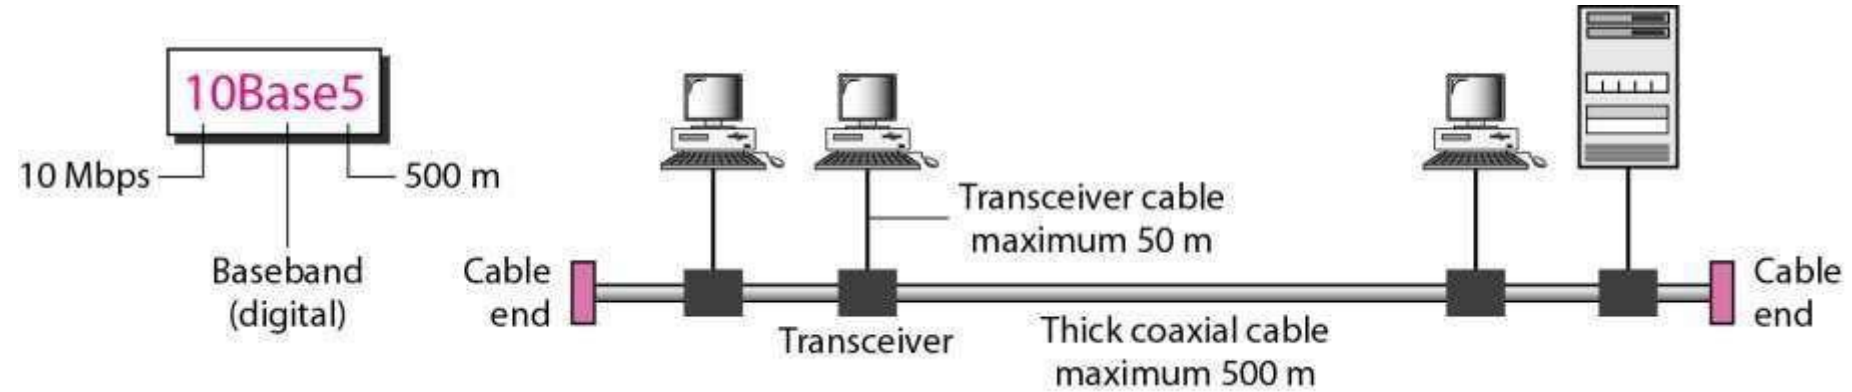 10Base5
10 Mbps
500 m
Baseband
(digital)
Cable
end
Transceiver cable
maximum 50 m
Transceiver
Thick coaxial cable
maximum 500 m
Cable
end